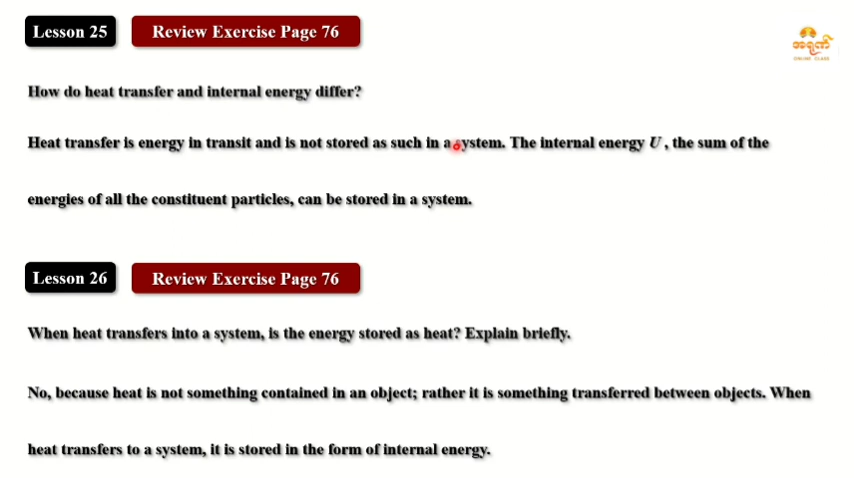 Lesson 25
Review Exercise Page 76
အရုဏ်
ONLINE CLASS
How do heat transfer and internal energy differ?
Heat transfer is energy in transit and is not stored as such in a system. The internal energy U , the sum of the
energies of all the constituent particles, can be stored in a system.
Lesson 26
Review Exercise Page 76
When heat transfers into a system, is the energy stored as heat? Explain briefly.
No, because heat is not something contained in an object; rather it is something transferred between objects. When
heat transfers to a system, it is stored in the form of internal energy.